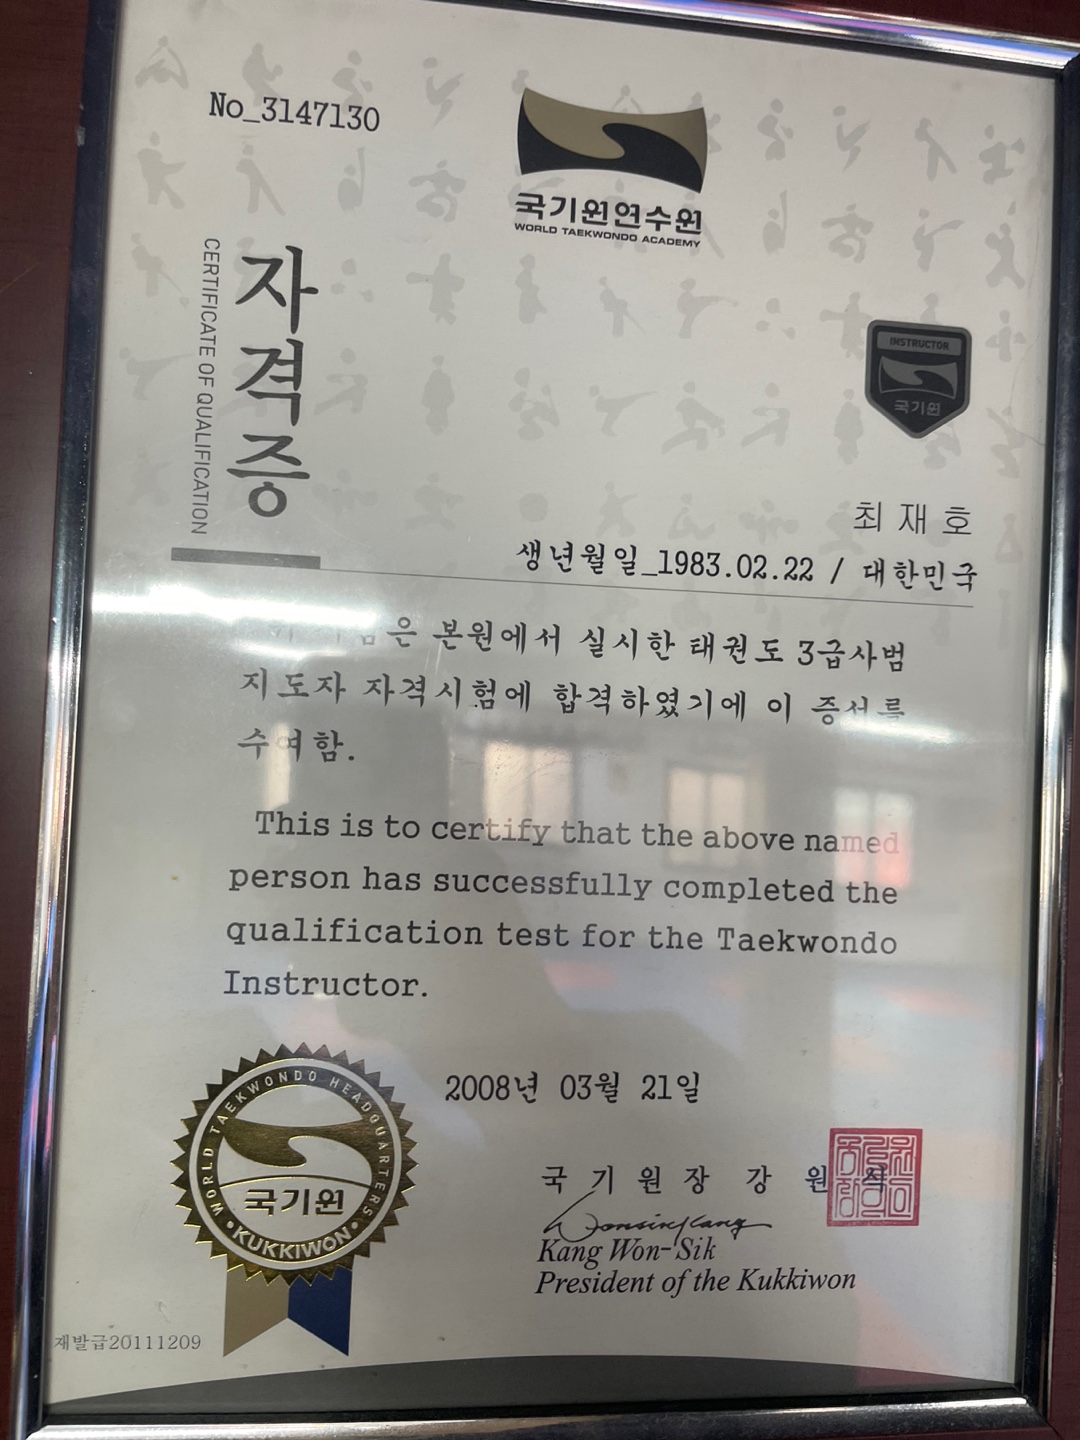 No_3147130
국기원연수원
WORLD TAEKWONDO ACADEMY
자격증
CERTIFICATE OF QUALIFICATION
INSTRUCTOR
국기원
최재호
생년월일_1983.02.22 / 대한민국
본원에서 실시한 태권도 3급사범
지도자 자격시험에 합격하였기에 이 증서를
수여함.
This is to certify that the above named
person has successfully completed the
qualification test for the Taekwondo
Instructor.
2008년 03월 21일
국기원장 강원식
Kang Won-Sik
President of the Kukkiwon
WORLD TAEKWONDO HEADQUARTERS
국기원
KUKKIWON
재발급20111209